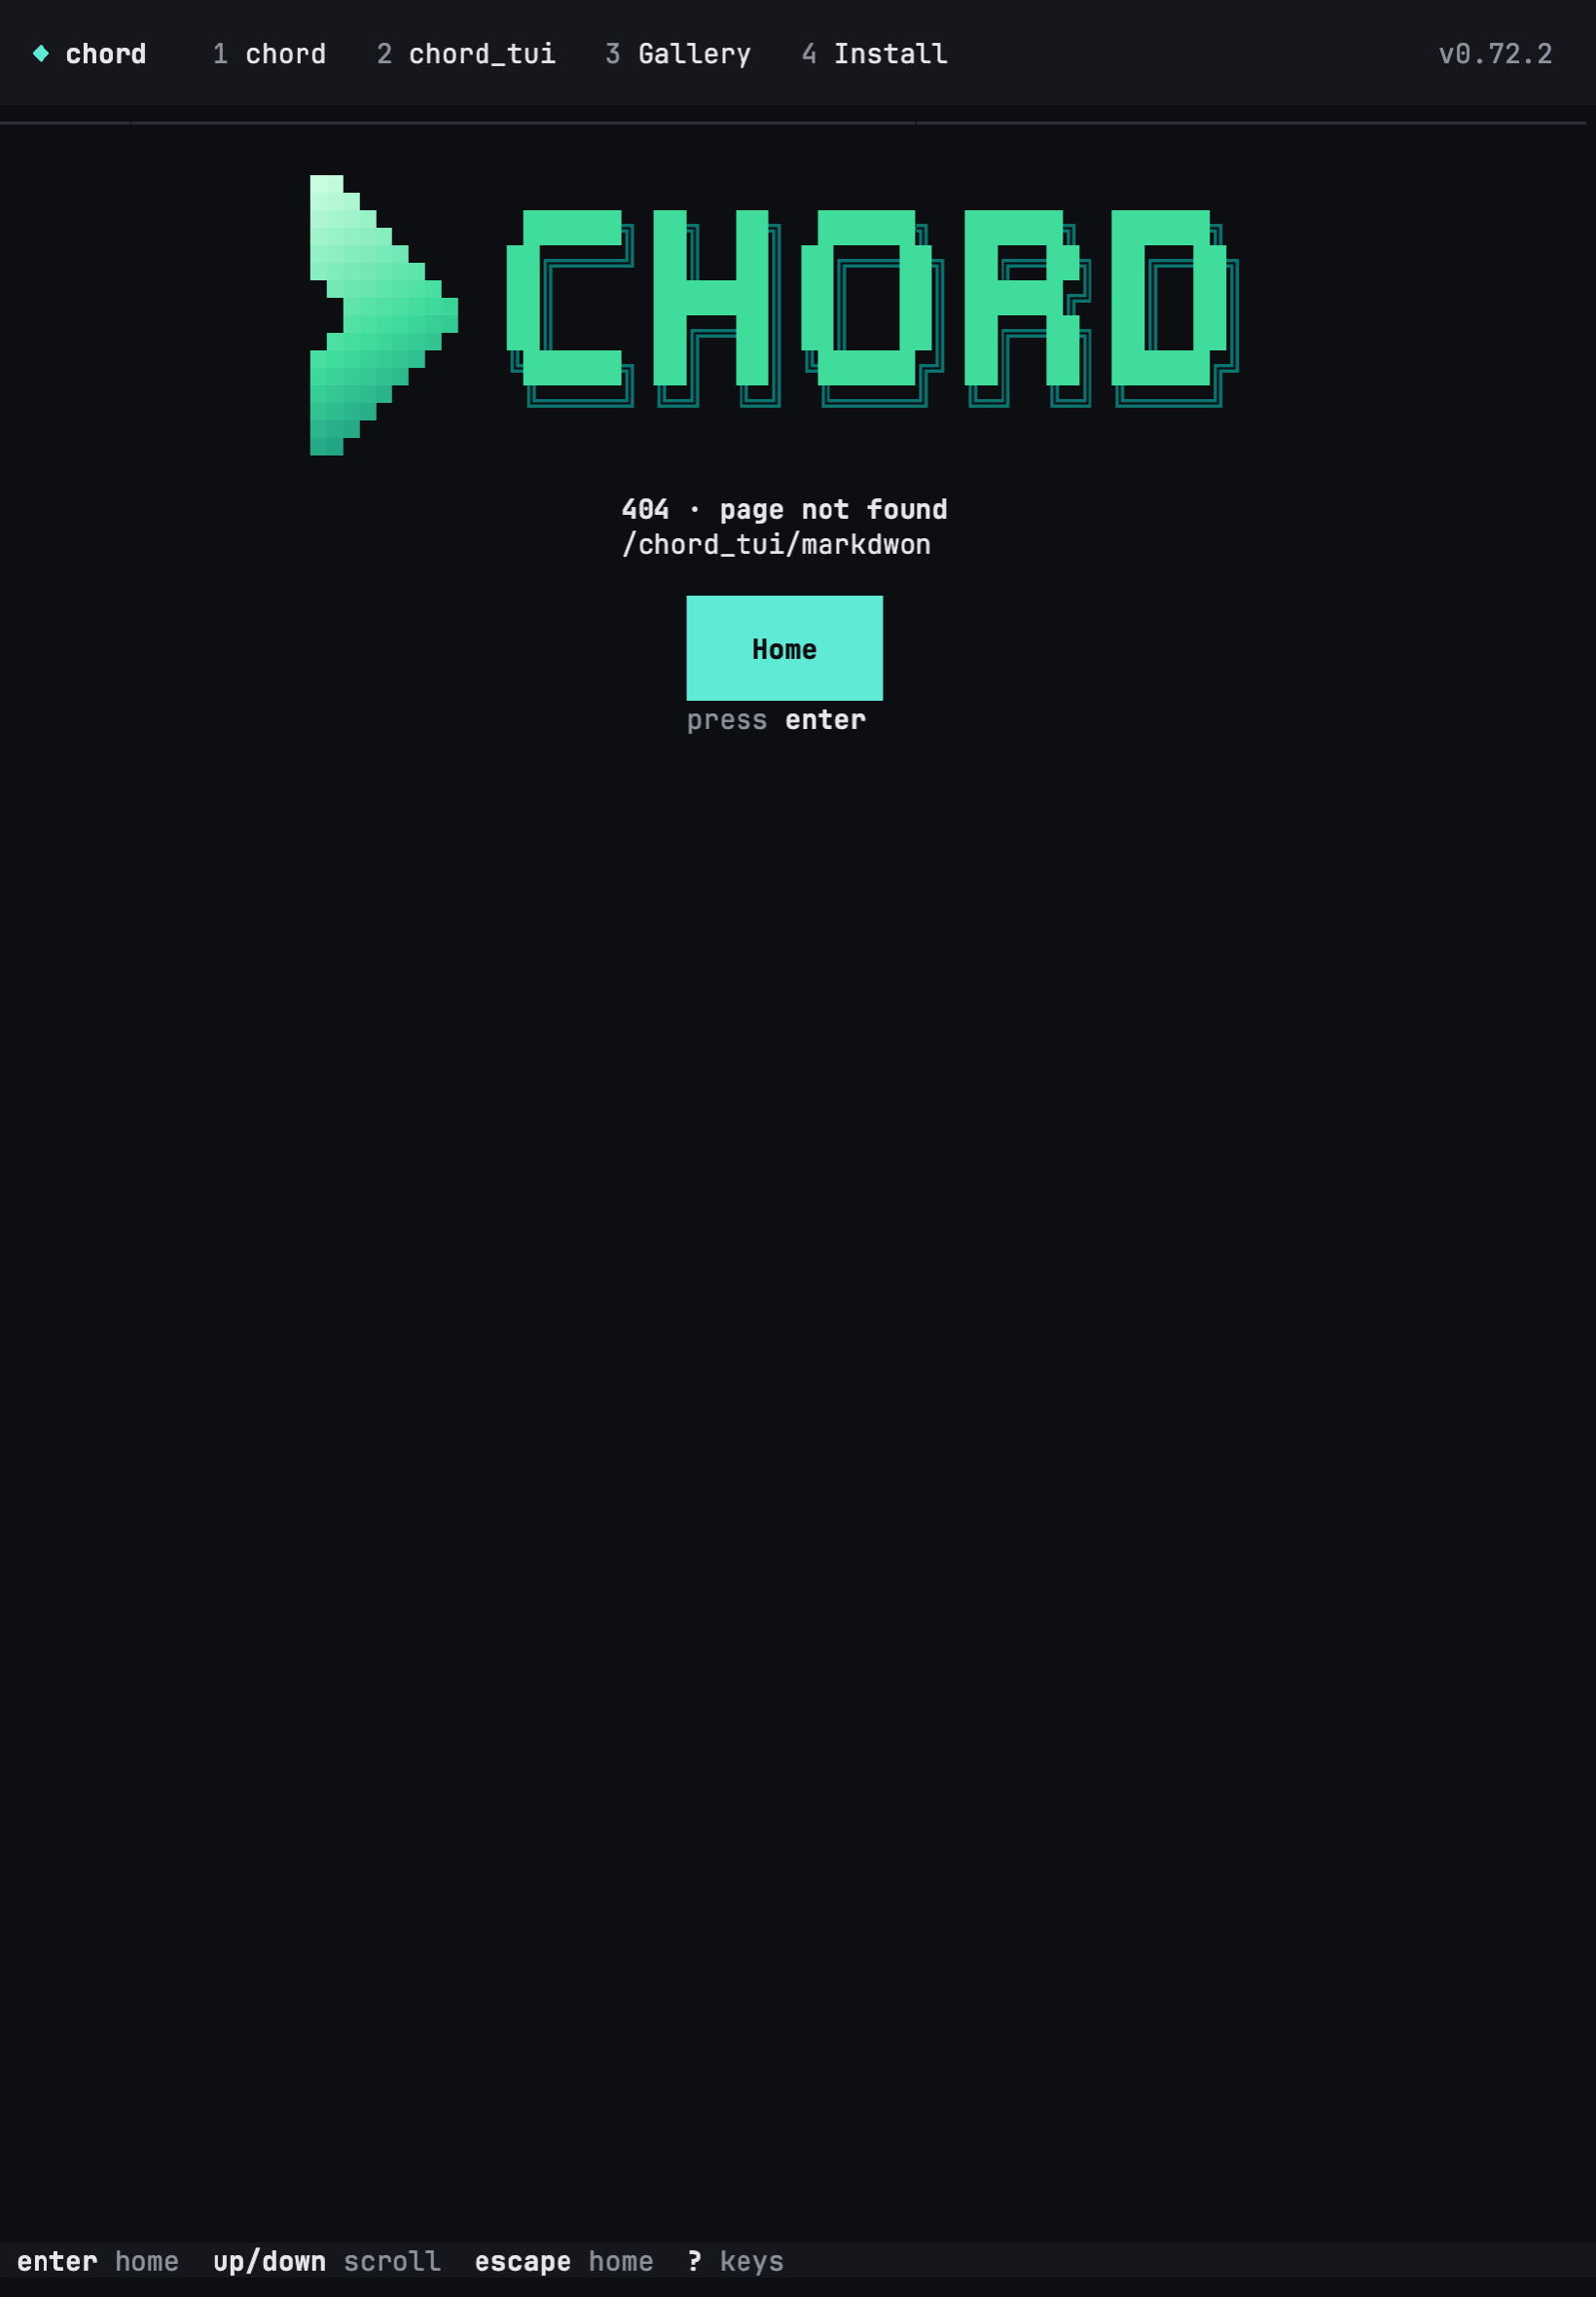 ◆ chord 1 chord 2 chord_tui 3 Gallery 4 Install v0.72.2
CHORD
404 · page not found
/chord_tui/markdwon
Home
press enter
enter home up/down scroll escape home ? keys